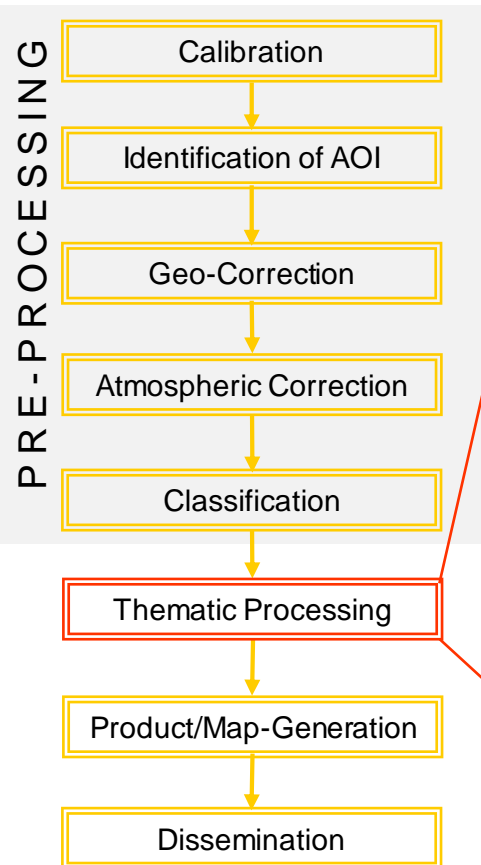 PRE-PROCESSING
Calibration
Identification of AOI
Geo-Correction
Atmospheric Correction
Classification
Thematic Processing
Product/Map-Generation
Dissemination